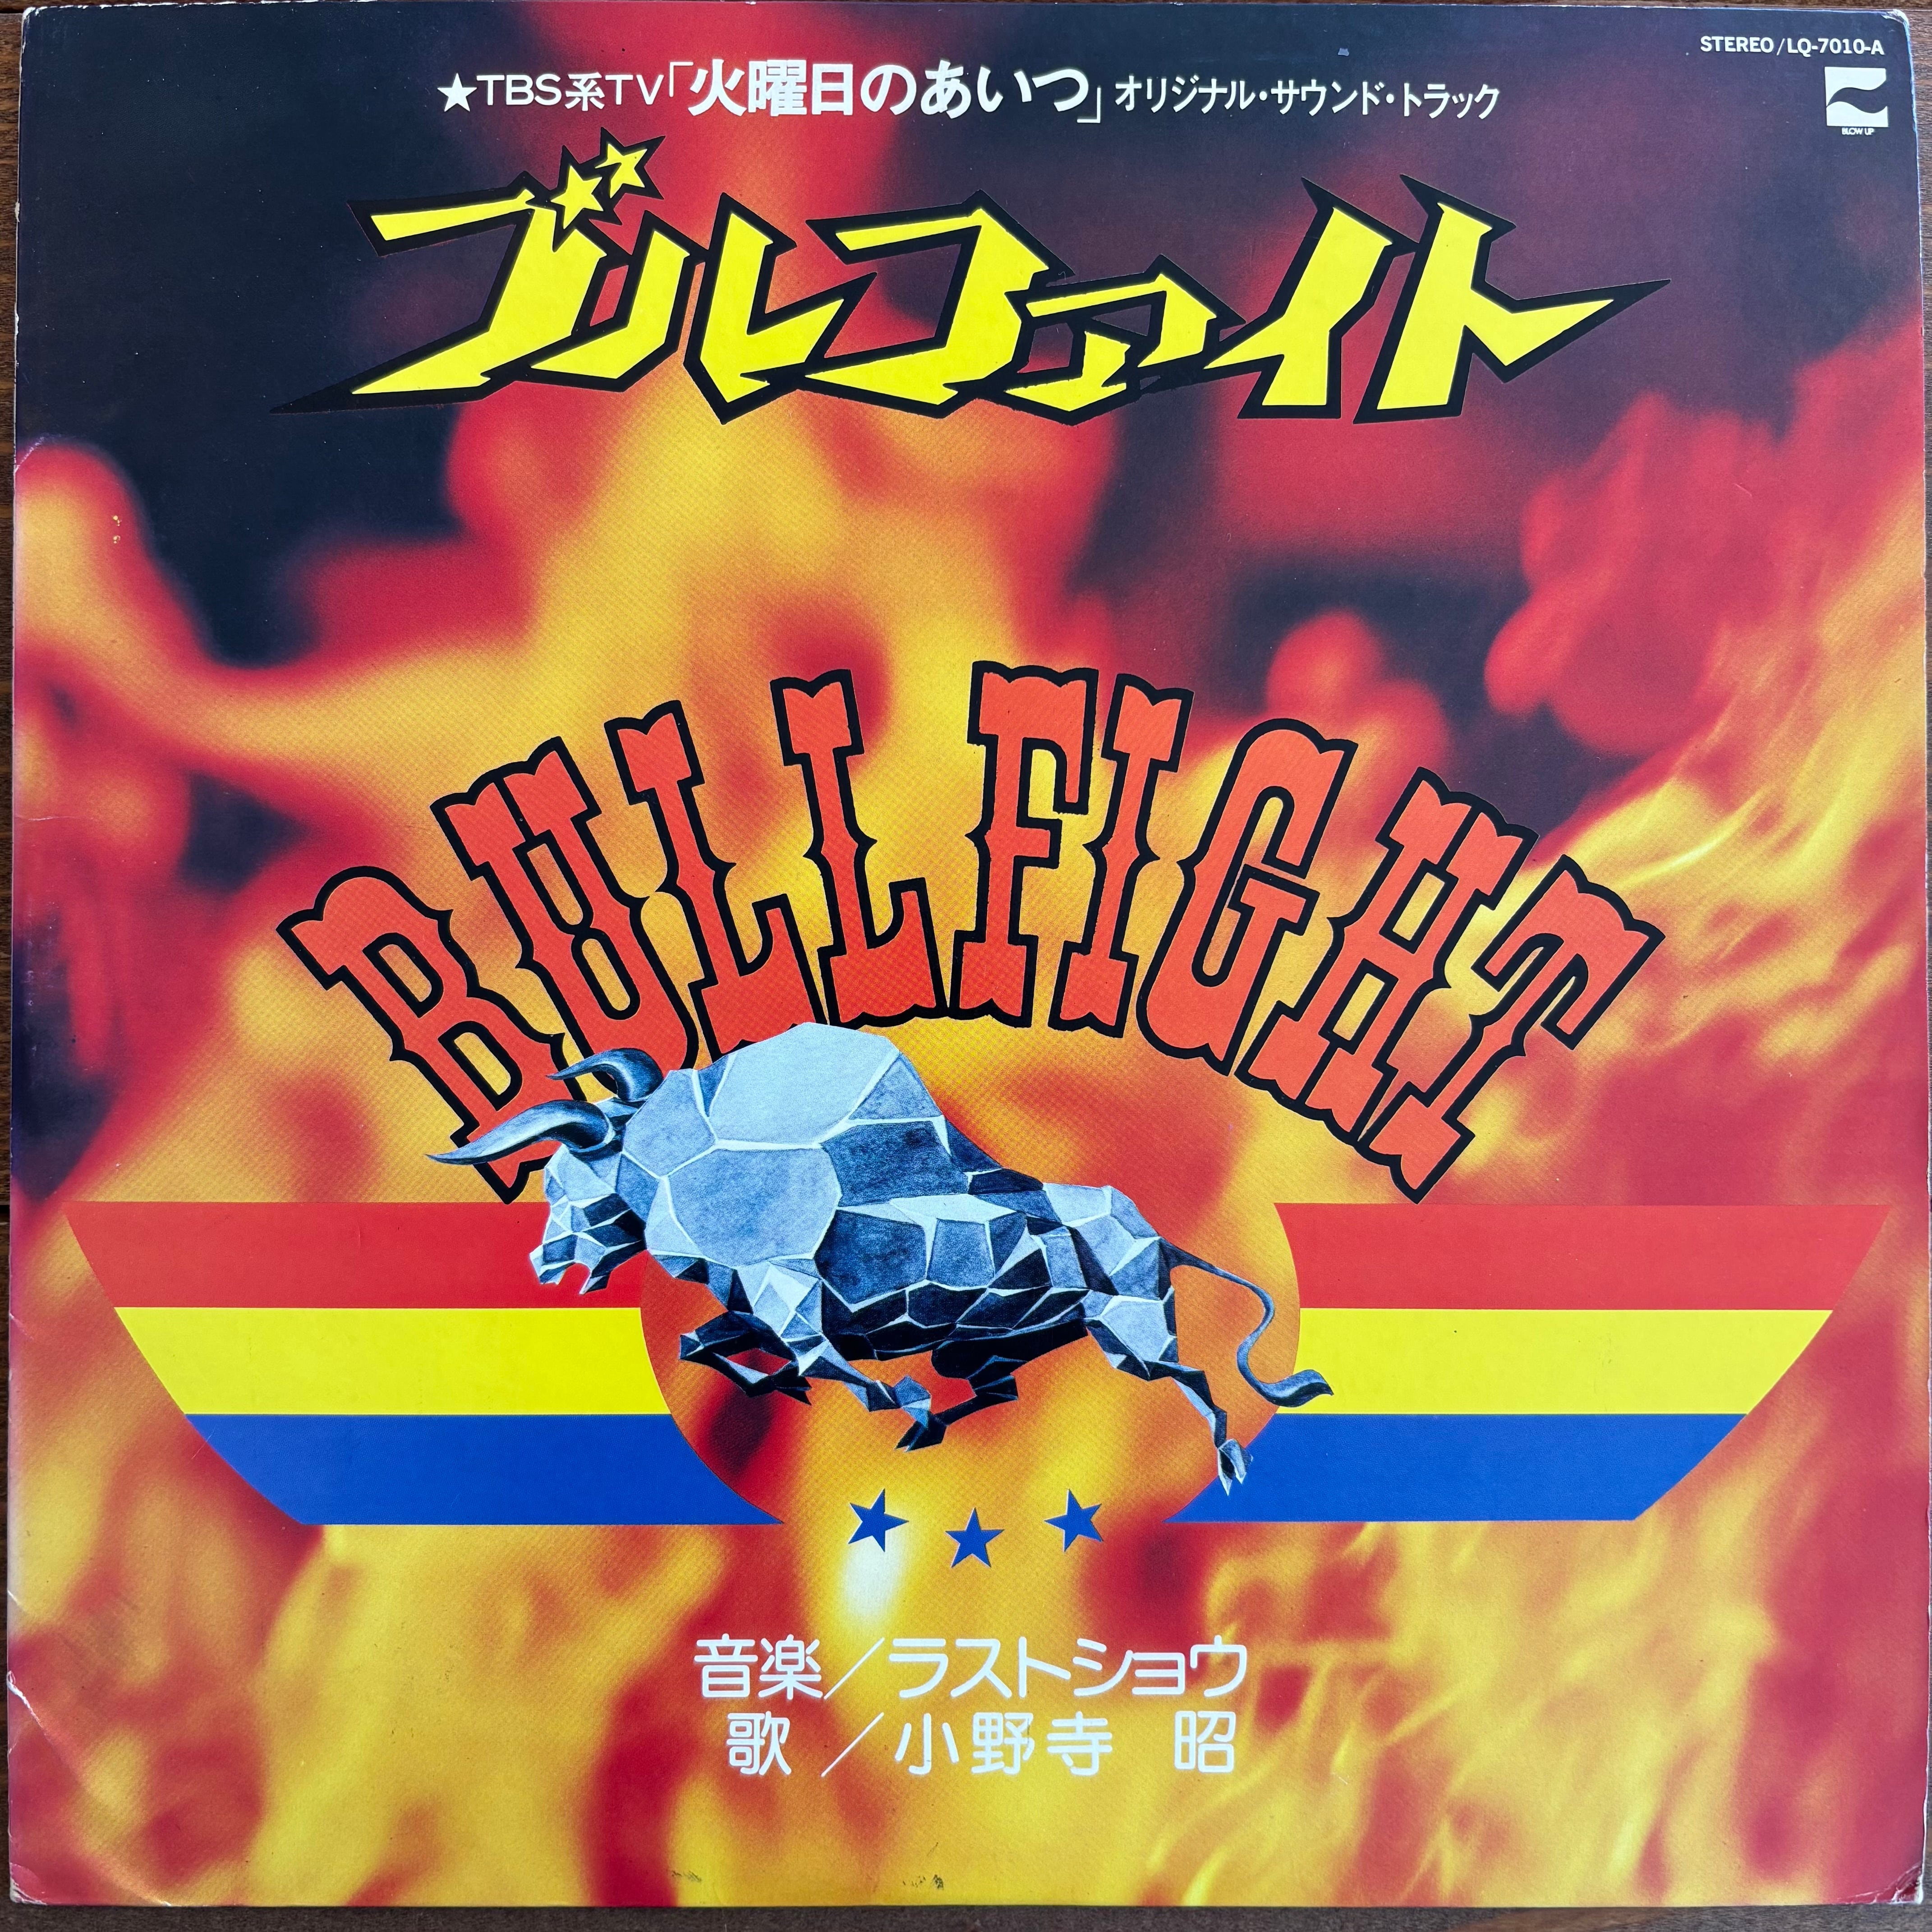 STEREO/LQ-7010-A
BLOW UP
★TBS系TV「火曜日のあいつ」オリジナル・サウンド・トラック
ブルファイト
BULLFIGHT
音楽／ラストショウ
歌／小野寺 昭